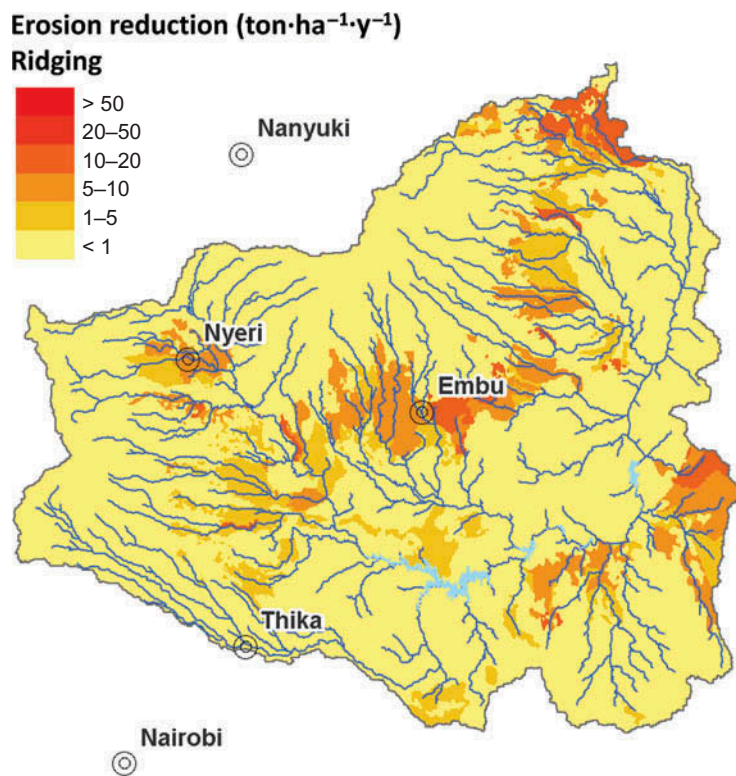 Erosion reduction (ton·ha⁻¹·y⁻¹)
Ridging
> 50
20–50
10–20
5–10
1–5
< 1
Nanyuki
Nyeri
Embu
Thika
Nairobi